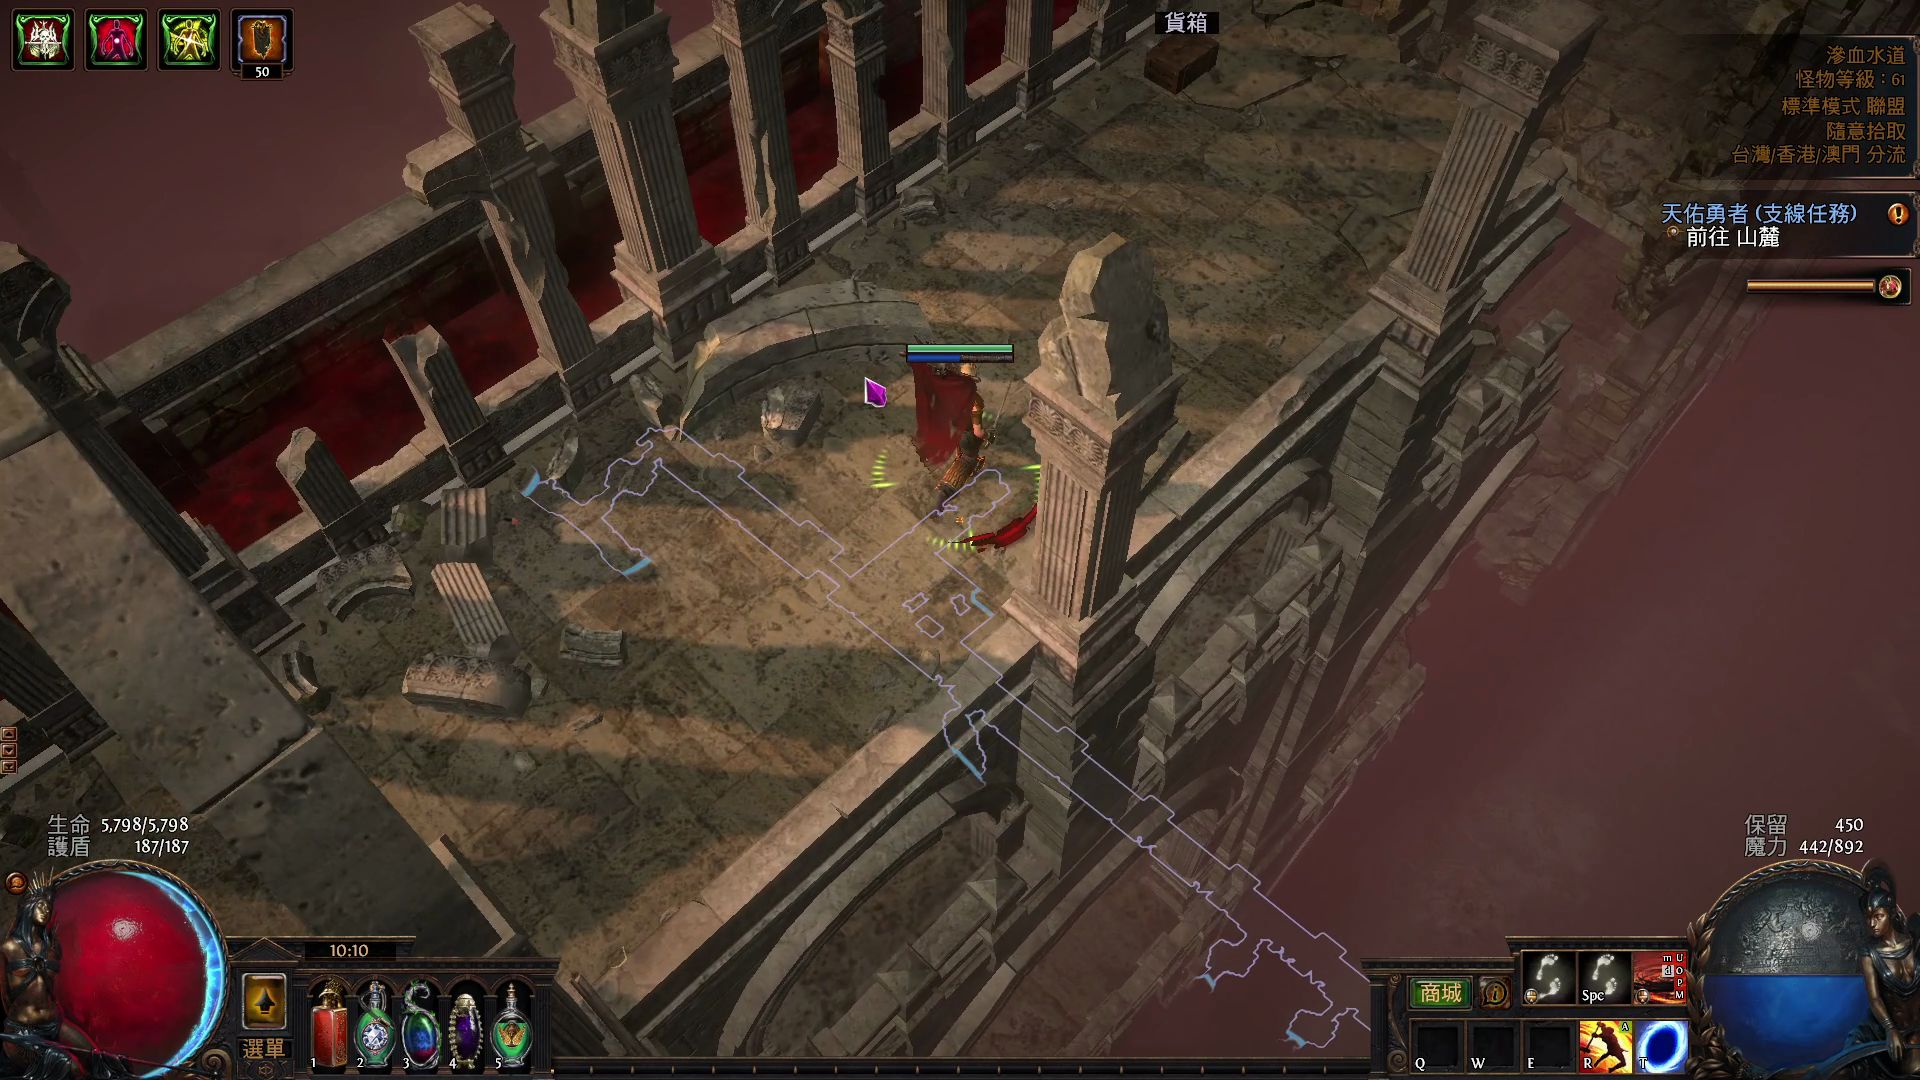 貨箱
50
滲血水道
怪物等級：61
標準模式 聯盟
隨意拾取
台灣/香港/澳門 分流
天佑勇者 (支線任務)
前往 山麓
生命 5,798/5,798
護盾 187/187
保留 450
魔力 442/892
10:10
選單
1 2 3 4 5
商城
Spc
Q W E R T
A